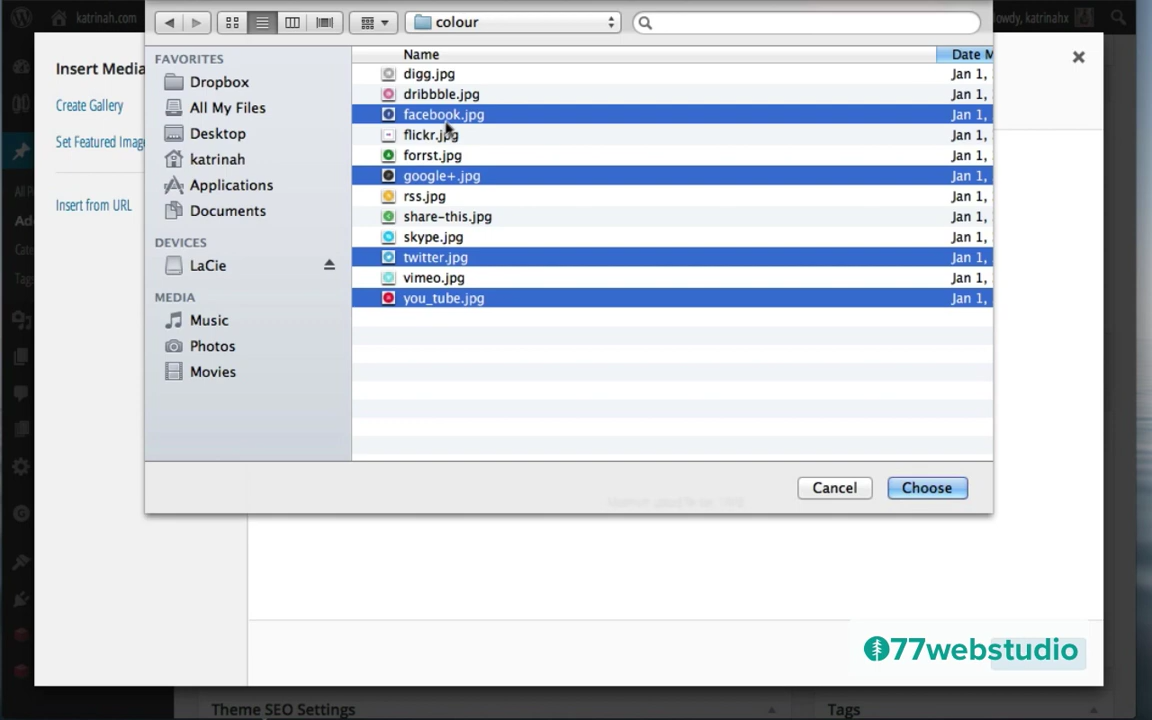 katrinah.com
colour
lowdy, katrinahx
Insert Media
Create Gallery
Set Featured Imag
Insert from URL
FAVORITES
Dropbox
All My Files
Desktop
katrinah
Applications
Documents
DEVICES
LaCie
MEDIA
Music
Photos
Movies
Name
Date M
digg.jpg
Jan 1,
dribbble.jpg
Jan 1,
facebook.jpg
Jan 1,
flickr.jpg
Jan 1,
forrst.jpg
Jan 1,
google+.jpg
Jan 1,
rss.jpg
Jan 1,
share-this.jpg
Jan 1,
skype.jpg
Jan 1,
twitter.jpg
Jan 1,
vimeo.jpg
Jan 1,
you_tube.jpg
Jan 1,
Cancel
Choose
77webstudio
Theme SEO Settings
Tags